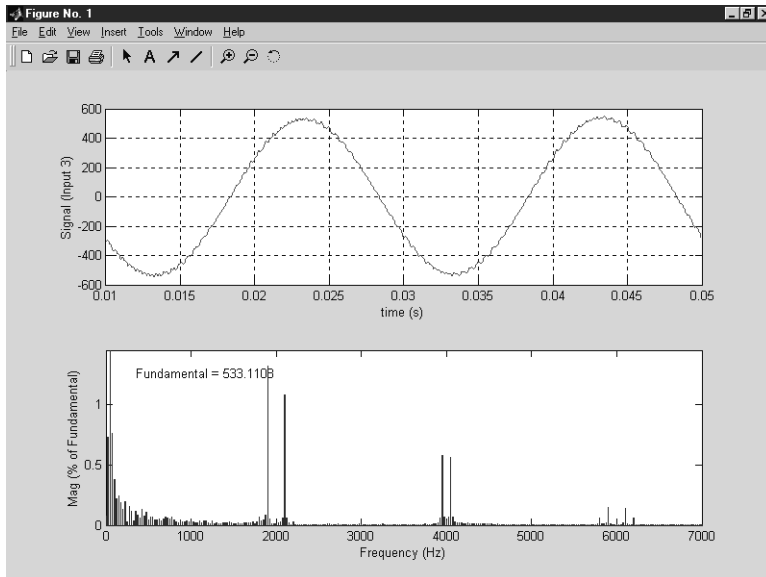 Figure No. 1
File Edit View Insert Tools Window Help
A
600
400
200
0
-200
-400
-600
Signal (Input 3)
0.01 0.015 0.02 0.025 0.03 0.035 0.04 0.045 0.05
time (s)
Fundamental = 533.1108
1
0.5
0
Mag (% of Fundamental)
0 1000 2000 3000 4000 5000 6000 7000
Frequency (Hz)